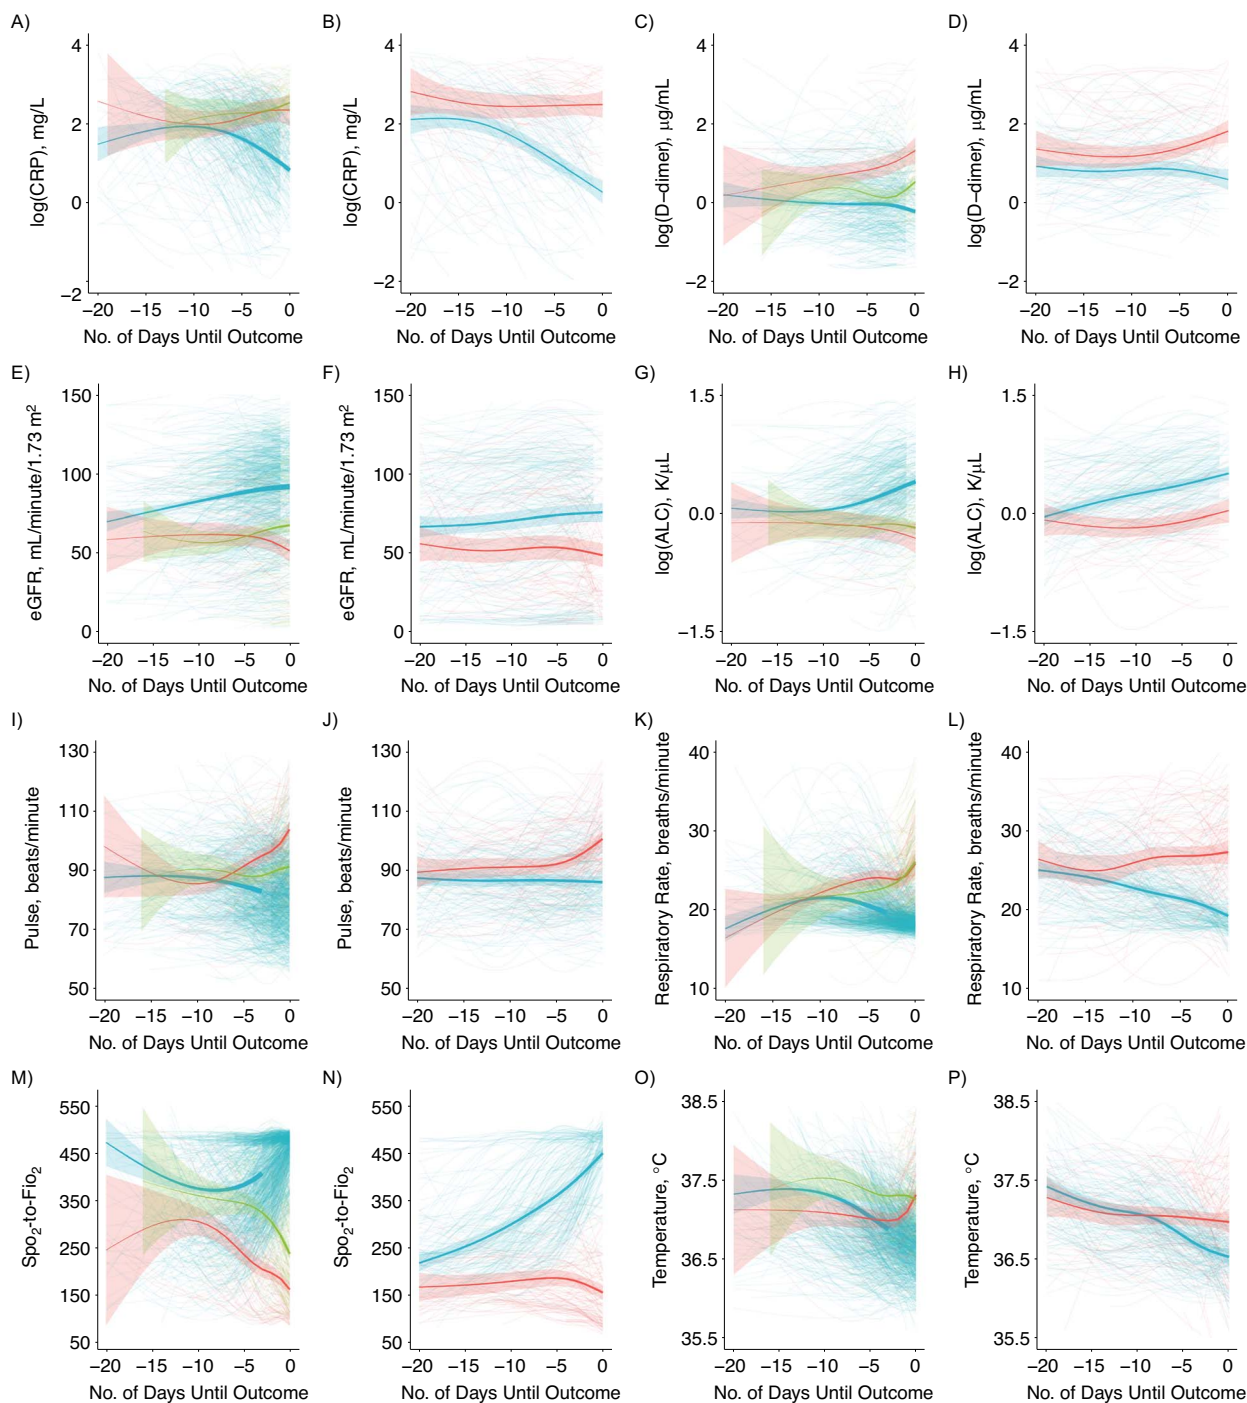 A) B) C) D)
log(CRP), mg/L
4
2
0
−2
−20 −15 −10 −5 0
No. of Days Until Outcome
log(CRP), mg/L
4
2
0
−2
−20 −15 −10 −5 0
No. of Days Until Outcome
log(D−dimer), μg/mL
4
2
0
−2
−20 −15 −10 −5 0
No. of Days Until Outcome
log(D−dimer), μg/mL
4
2
0
−2
−20 −15 −10 −5 0
No. of Days Until Outcome
E) F) G) H)
eGFR, mL/minute/1.73 m²
150
100
50
0
−20 −15 −10 −5 0
No. of Days Until Outcome
eGFR, mL/minute/1.73 m²
150
100
50
0
−20 −15 −10 −5 0
No. of Days Until Outcome
log(ALC), K/μL
1.5
0.0
−1.5
−20 −15 −10 −5 0
No. of Days Until Outcome
log(ALC), K/μL
1.5
0.0
−1.5
−20 −15 −10 −5 0
No. of Days Until Outcome
I) J) K) L)
Pulse, beats/minute
130
110
90
70
50
−20 −15 −10 −5 0
No. of Days Until Outcome
Pulse, beats/minute
130
110
90
70
50
−20 −15 −10 −5 0
No. of Days Until Outcome
Respiratory Rate, breaths/minute
40
30
20
10
−20 −15 −10 −5 0
No. of Days Until Outcome
Respiratory Rate, breaths/minute
40
30
20
10
−20 −15 −10 −5 0
No. of Days Until Outcome
M) N) O) P)
Spo₂-to-Fio₂
550
450
350
250
150
50
−20 −15 −10 −5 0
No. of Days Until Outcome
Spo₂-to-Fio₂
550
450
350
250
150
50
−20 −15 −10 −5 0
No. of Days Until Outcome
Temperature, °C
38.5
37.5
36.5
35.5
−20 −15 −10 −5 0
No. of Days Until Outcome
Temperature, °C
38.5
37.5
36.5
35.5
−20 −15 −10 −5 0
No. of Days Until Outcome